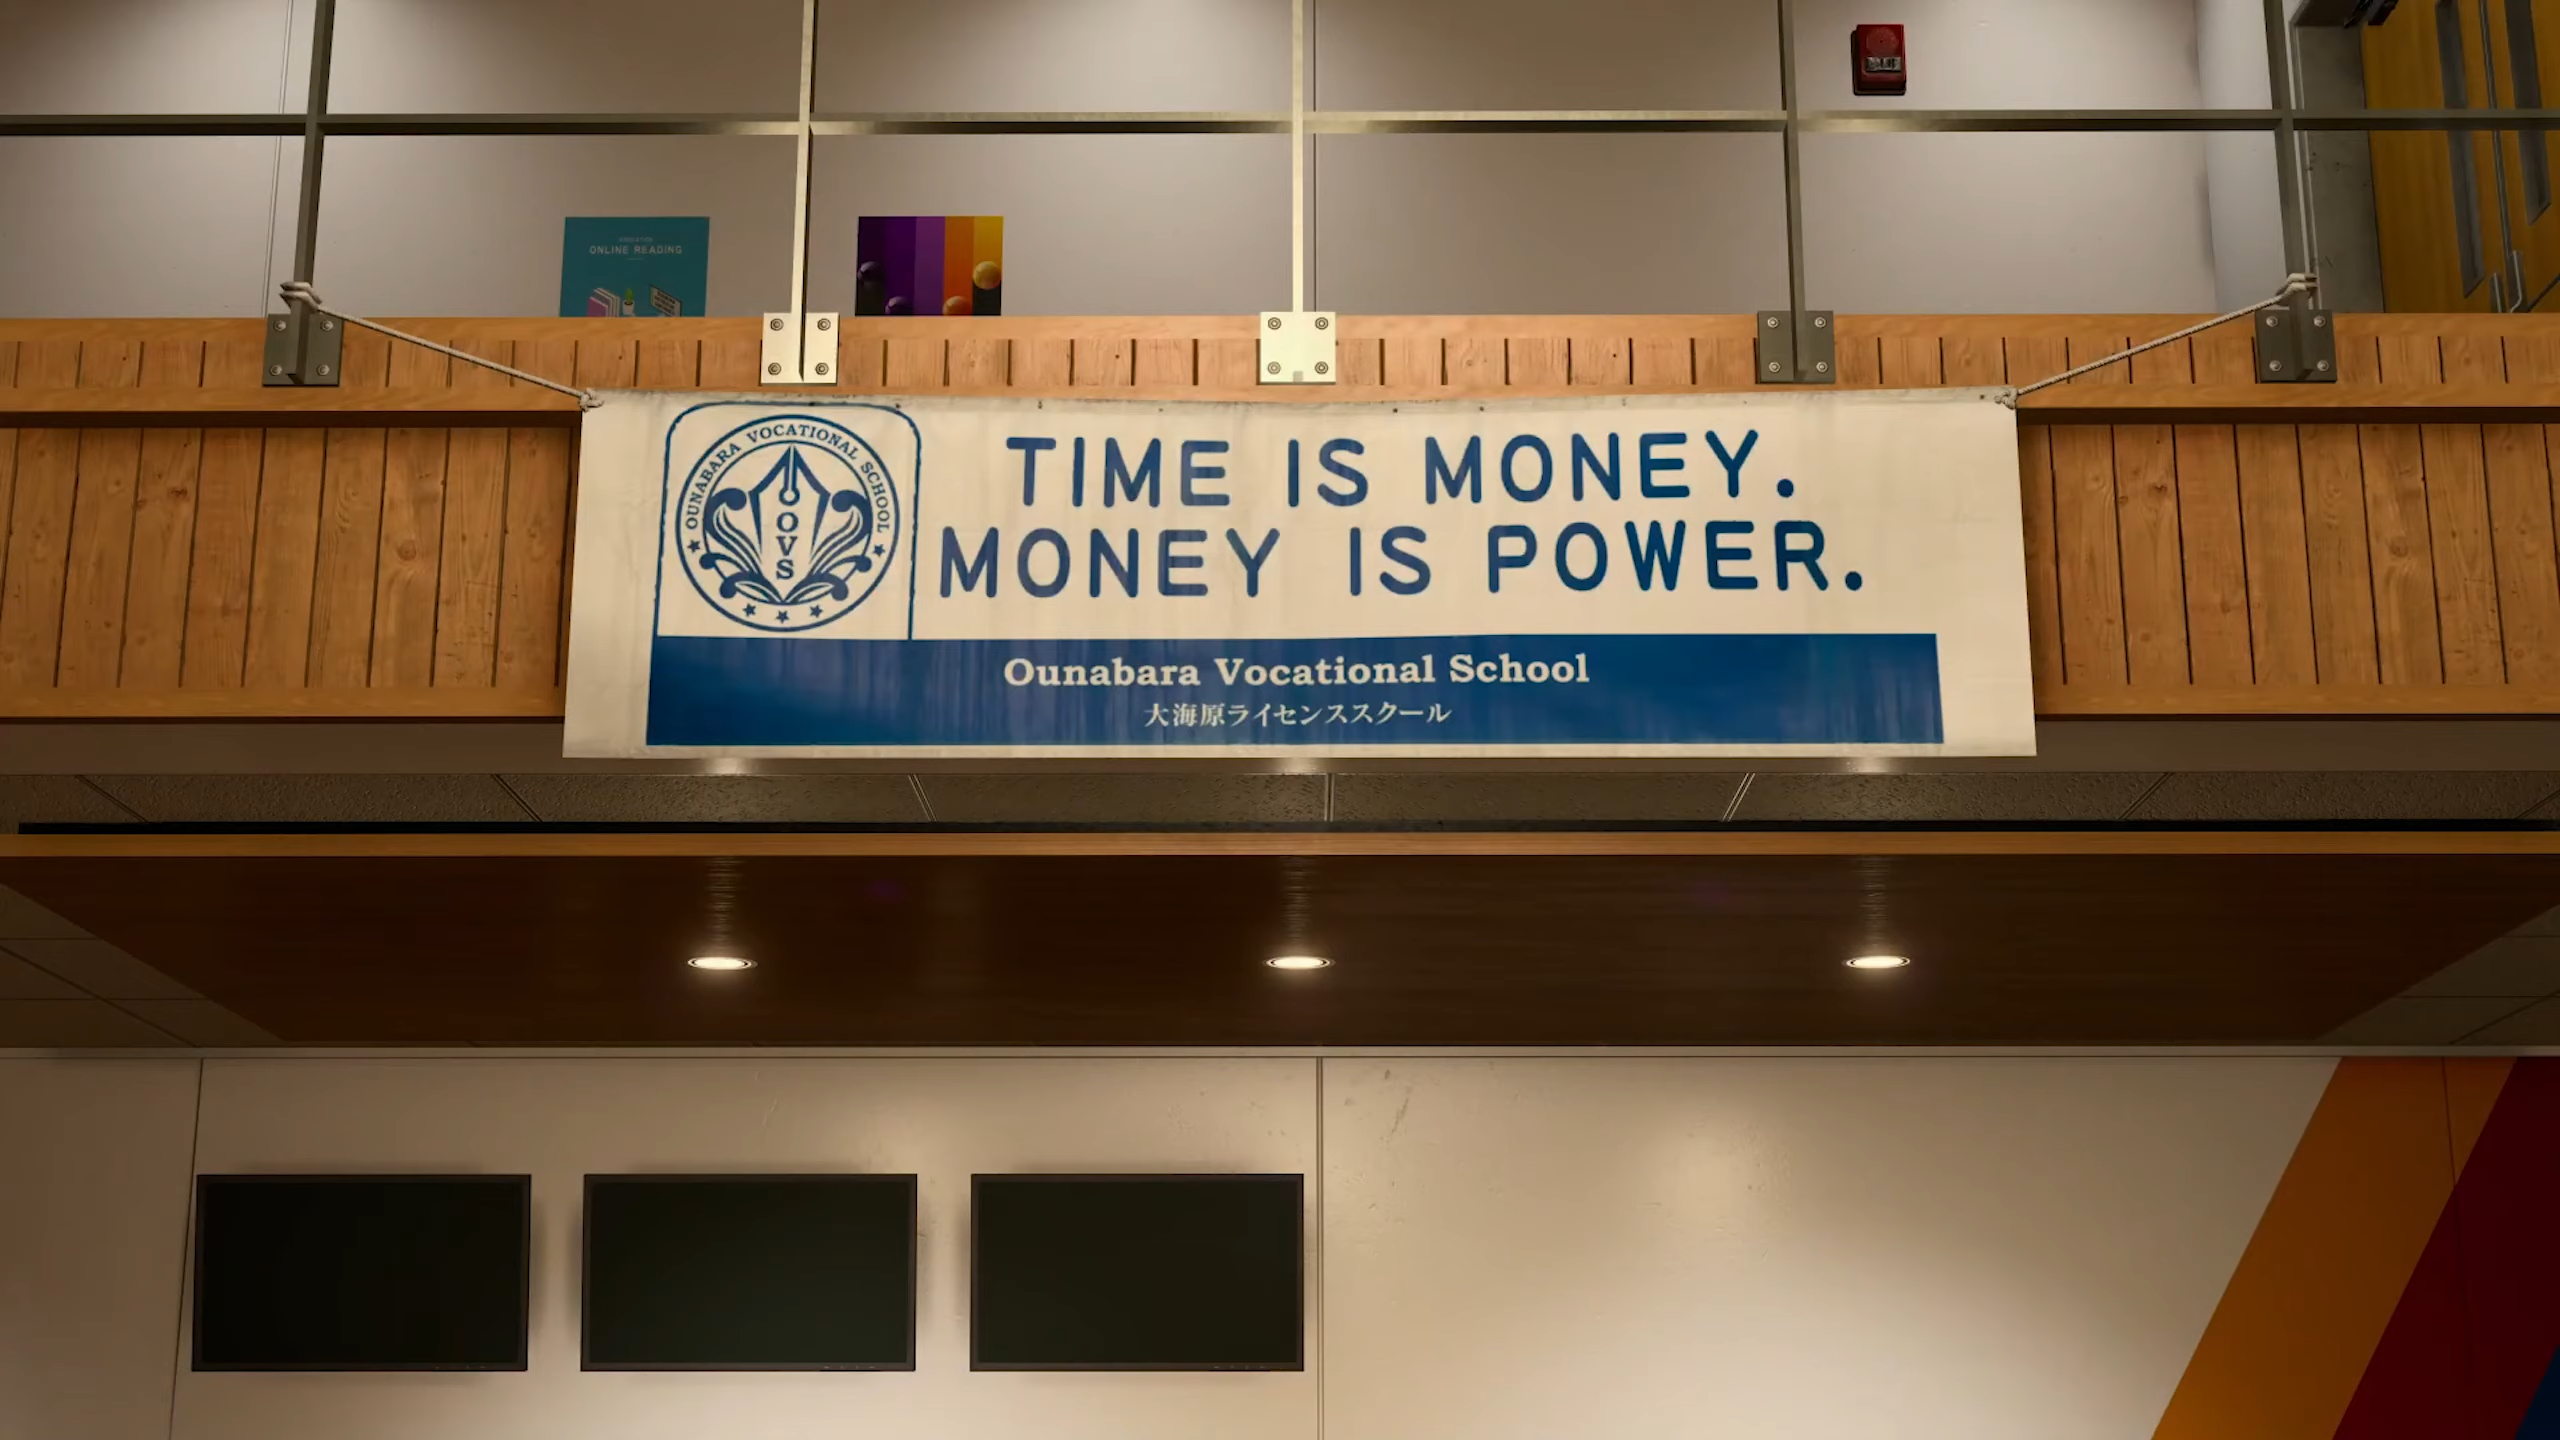 ONLINE READING
OUNABARA VOCATIONAL SCHOOL
OVS
TIME IS MONEY.
MONEY IS POWER.
Ounabara Vocational School
大海原ライセンススクール